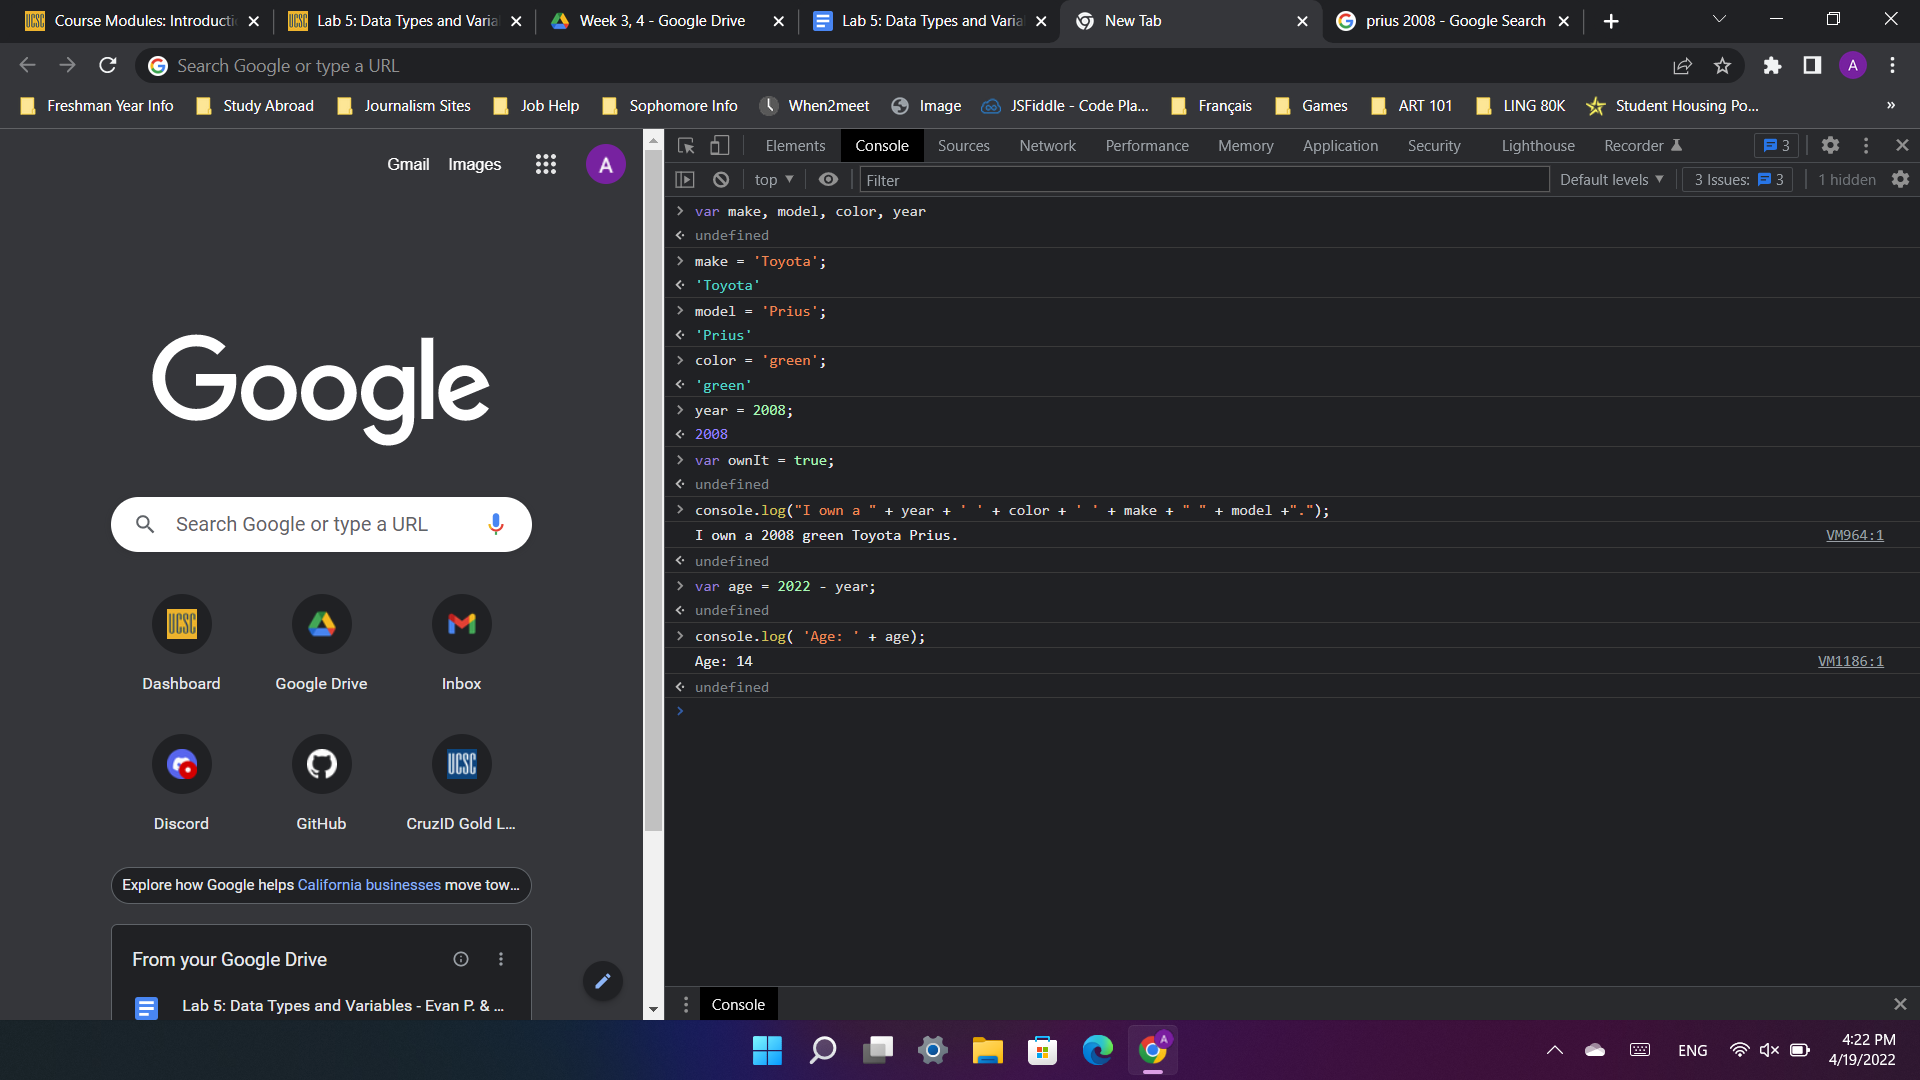 Course Modules: Introducti
Lab 5: Data Types and Varia
Week 3, 4 - Google Drive
Lab 5: Data Types and Varia
New Tab
prius 2008 - Google Search
Search Google or type a URL
A
Freshman Year Info
Study Abroad
Journalism Sites
Job Help
Sophomore Info
When2meet
Image
JSFiddle - Code Pla...
Français
Games
ART 101
LING 80K
Student Housing Po...
»
Gmail
Images
A
Google
Search Google or type a URL
UCSC
Dashboard
Google Drive
Inbox
Discord
GitHub
UCSC
CruzID Gold L...
Explore how Google helps California businesses move tow...
From your Google Drive
Lab 5: Data Types and Variables - Evan P. & ...
Elements
Console
Sources
Network
Performance
Memory
Application
Security
Lighthouse
Recorder
3
top
Filter
Default levels
3 Issues: 3
1 hidden
var make, model, color, year
undefined
make = 'Toyota';
'Toyota'
model = 'Prius';
'Prius'
color = 'green';
'green'
year = 2008;
2008
var ownIt = true;
undefined
console.log("I own a " + year + ' ' + color + ' ' + make + " " + model +".");
I own a 2008 green Toyota Prius.
VM964:1
undefined
var age = 2022 - year;
undefined
console.log( 'Age: ' + age);
Age: 14
VM1186:1
undefined
Console
ENG
4:22 PM
4/19/2022